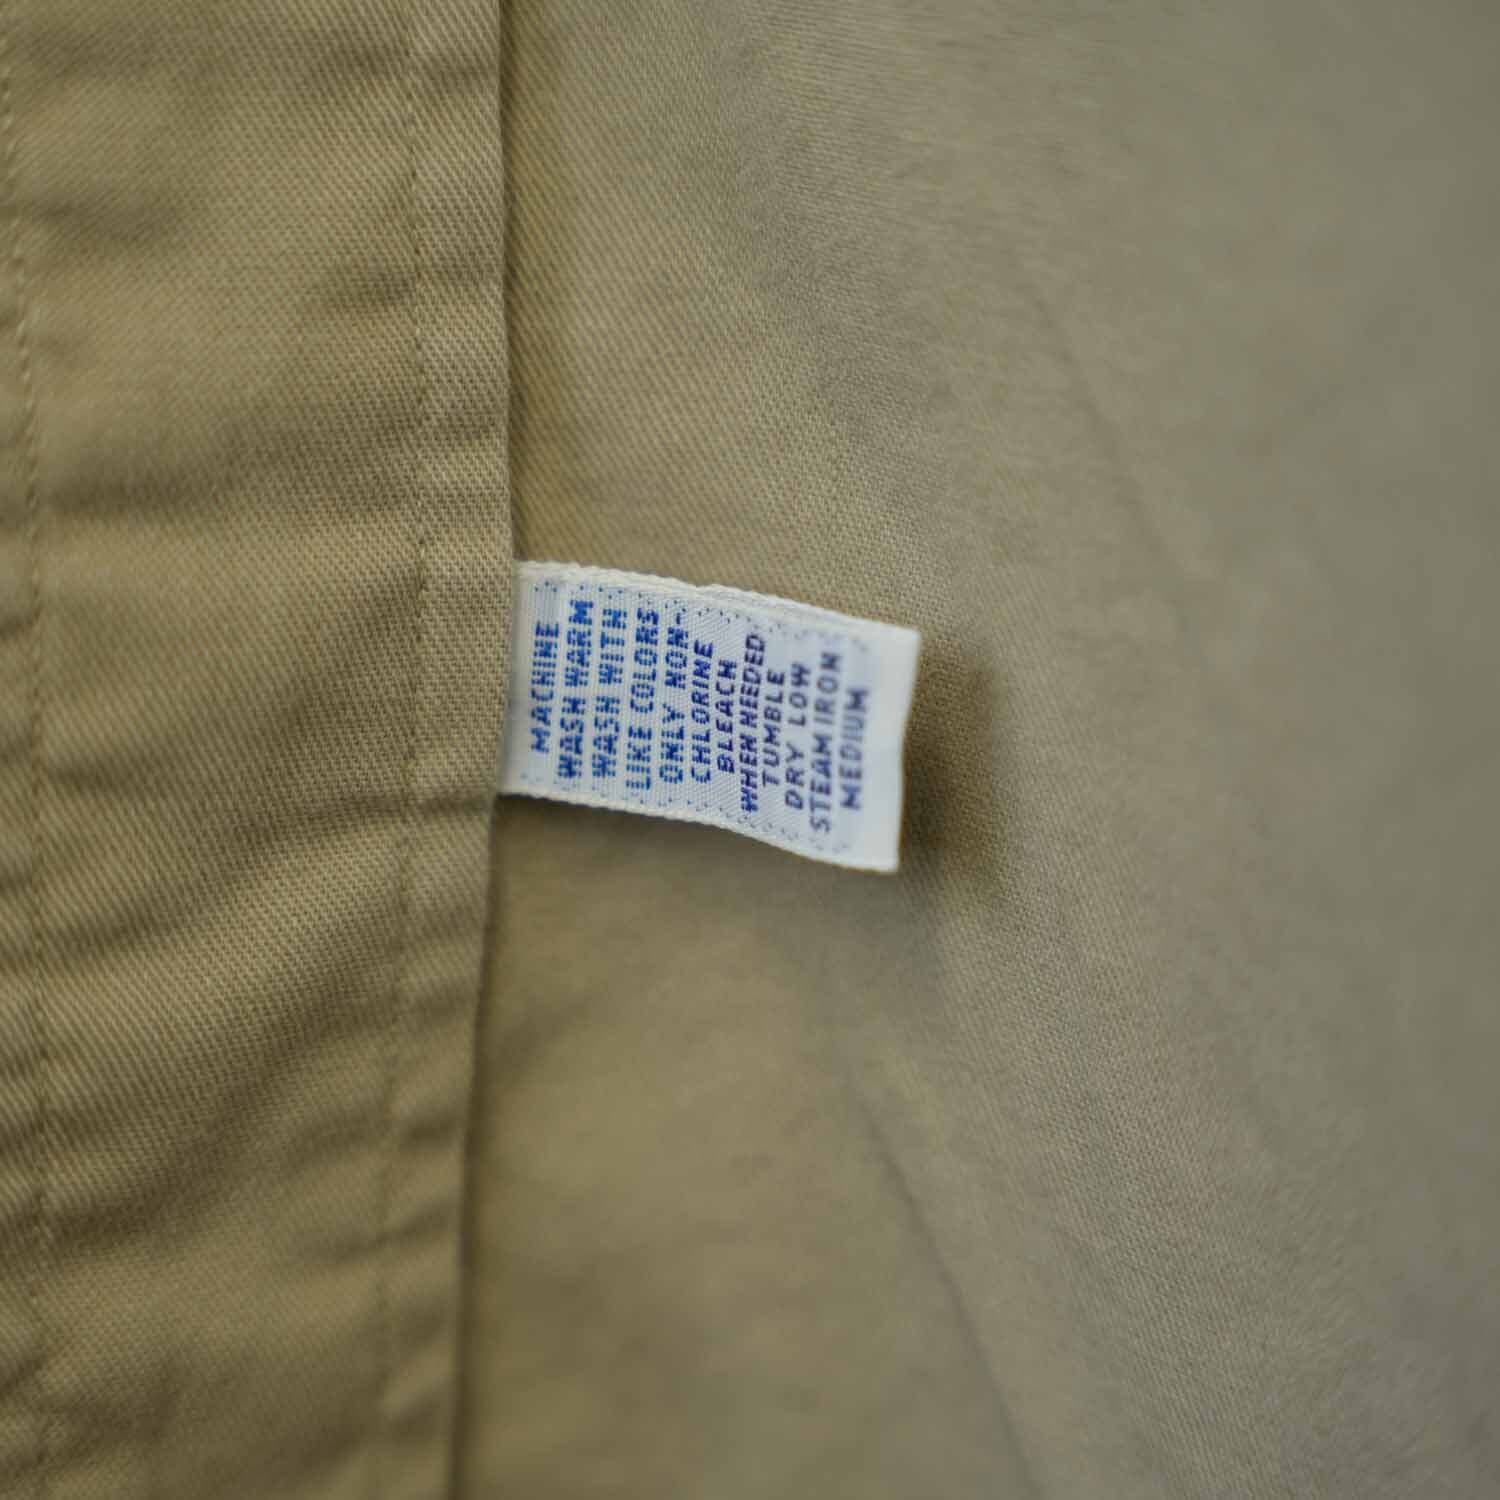 MACHINE
WASH WARM
WASH WITH
LIKE COLORS
ONLY NON-
CHLORINE
BLEACH
WHEN NEEDED
TUMBLE
DRY LOW
STEAM IRON
MEDIUM